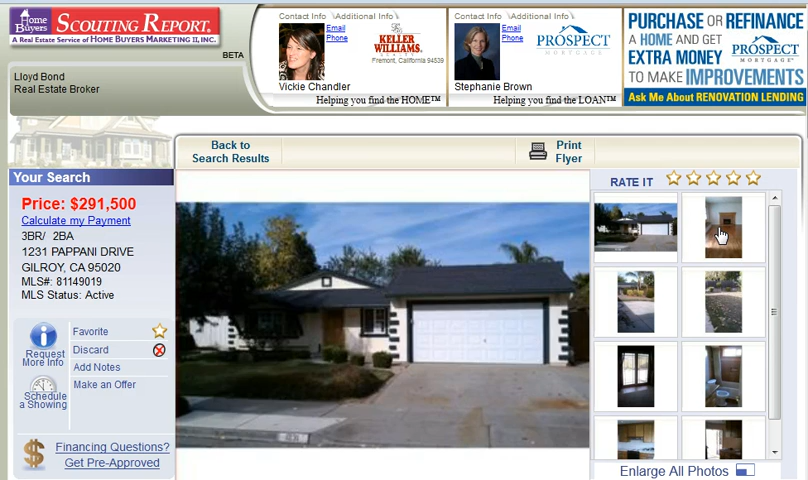 Home Buyers SCOUTING REPORT®
A Real Estate Service of HOME BUYERS MARKETING II, INC.
BETA
Lloyd Bond
Real Estate Broker
Contact Info Additional Info
Email
Phone
KELLER WILLIAMS.
Fremont, California 94539
Vickie Chandler
Helping you find the HOME™
Contact Info Additional Info
Email
Phone
PROSPECT
MORTGAGE
Stephanie Brown
Helping you find the LOAN™
PURCHASE OR REFINANCE
A HOME AND GET
EXTRA MONEY
TO MAKE IMPROVEMENTS
PROSPECT
MORTGAGE
Ask Me About RENOVATION LENDING
Back to
Search Results
Print
Flyer
Your Search
Price: $291,500
Calculate my Payment
3BR/ 2BA
1231 PAPPANI DRIVE
GILROY, CA 95020
MLS#: 81149019
MLS Status: Active
Request
More Info
Schedule
a Showing
Favorite
Discard
Add Notes
Make an Offer
Financing Questions?
Get Pre-Approved
RATE IT
Enlarge All Photos